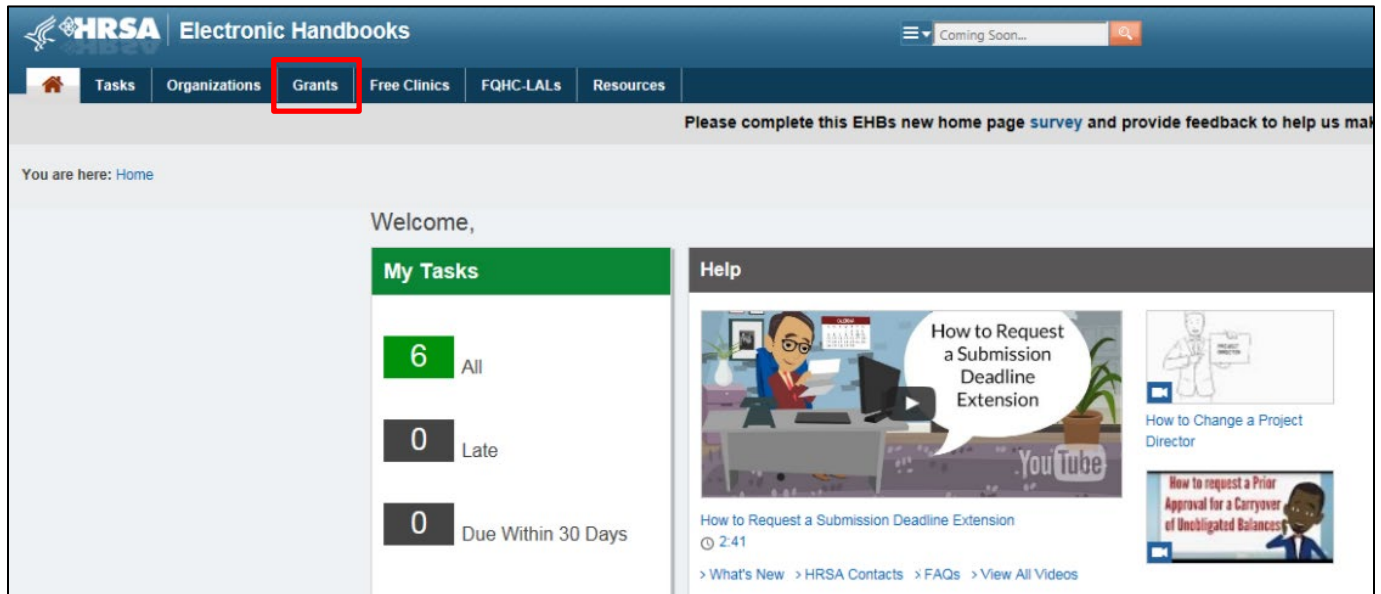 HRSA Electronic Handbooks
Coming Soon...
Tasks Organizations Grants Free Clinics FQHC-LALs Resources
Please complete this EHBs new home page survey and provide feedback to help us mak
You are here: Home
Welcome,
My Tasks
6 All
0 Late
0 Due Within 30 Days
Help
CALENDAR
How to Request
a Submission
Deadline
Extension
YouTube
How to Request a Submission Deadline Extension
2:41
> What's New > HRSA Contacts > FAQs > View All Videos
PROJECT
DIRECTOR
How to Change a Project
Director
How to request a Prior
Approval for a Carryover
of Unobligated Balances